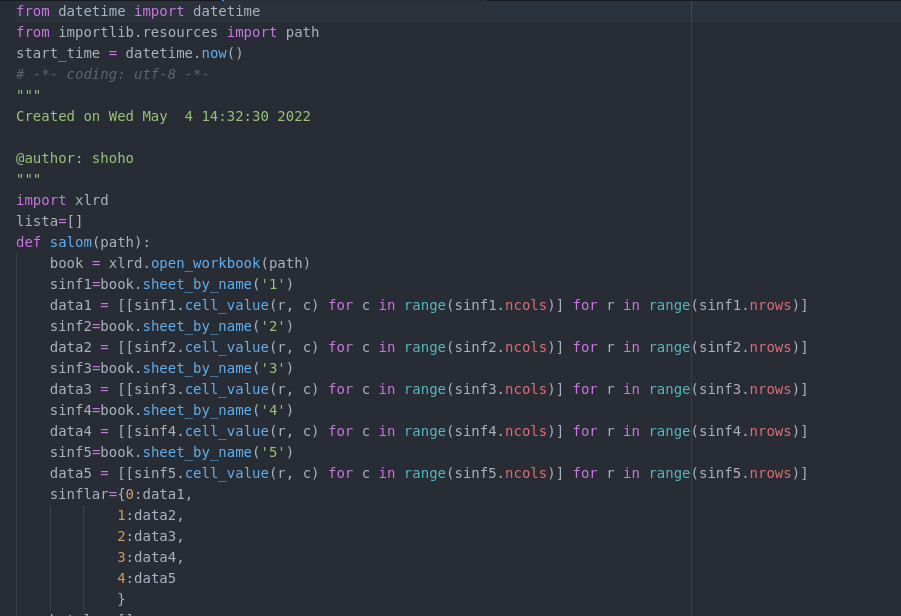 from datetime import datetime
from importlib.resources import path
start_time = datetime.now()
# -*- coding: utf-8 -*-
"""
Created on Wed May  4 14:32:30 2022

@author: shoho
"""
import xlrd
lista=[]
def salom(path):
    book = xlrd.open_workbook(path)
    sinf1=book.sheet_by_name('1')
    data1 = [[sinf1.cell_value(r, c) for c in range(sinf1.ncols)] for r in range(sinf1.nrows)]
    sinf2=book.sheet_by_name('2')
    data2 = [[sinf2.cell_value(r, c) for c in range(sinf2.ncols)] for r in range(sinf2.nrows)]
    sinf3=book.sheet_by_name('3')
    data3 = [[sinf3.cell_value(r, c) for c in range(sinf3.ncols)] for r in range(sinf3.nrows)]
    sinf4=book.sheet_by_name('4')
    data4 = [[sinf4.cell_value(r, c) for c in range(sinf4.ncols)] for r in range(sinf4.nrows)]
    sinf5=book.sheet_by_name('5')
    data5 = [[sinf5.cell_value(r, c) for c in range(sinf5.ncols)] for r in range(sinf5.nrows)]
    sinflar={0:data1,
            1:data2,
            2:data3,
            3:data4,
            4:data5
            }